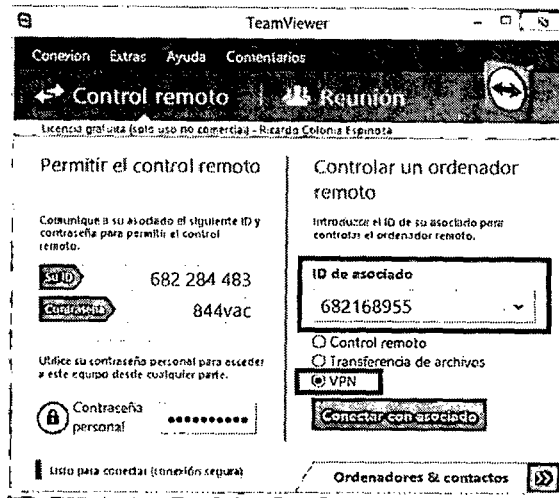 TeamViewer
Conexion Extras Ayuda Comentarios
Control remoto
Reunión
Licencia gratuita (solo uso no comercial) - Ricardo Colonia Espinoza
Permitir el control remoto
Comunique a su asociado el siguiente ID y
contraseña para permitir el control
remoto.
Su ID 682 284 483
Contraseña 844vac
Utilice su contraseña personal para acceder
a este equipo desde cualquier parte.
Contraseña
personal ••••••••••
Listo para conectar (conexión segura)
Controlar un ordenador
remoto
Introduzca el ID de su asociado para
controlar el ordenador remoto.
ID de asociado
682168955
Control remoto
Transferencia de archivos
VPN
Conectar con asociado
Ordenadores & contactos